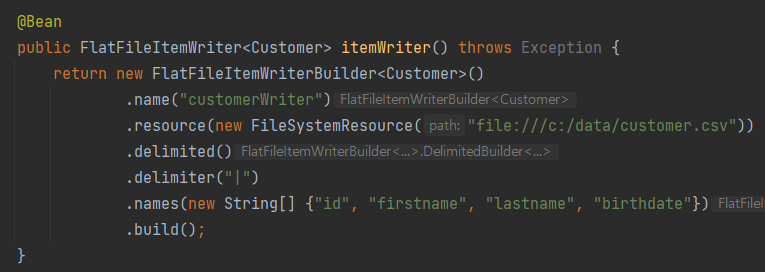 @Bean
public FlatFileItemWriter<Customer> itemWriter() throws Exception {
return new FlatFileItemWriterBuilder<Customer>()
.name("customerWriter") FlatFileItemWriterBuilder<Customer>
.resource(new FileSystemResource( path: "file:///c:/data/customer.csv"))
.delimited() FlatFileItemWriterBuilder<...>.DelimitedBuilder<...>
.delimiter("|")
.names(new String[] {"id", "firstname", "lastname", "birthdate"}) FlatFileI
.build();
}